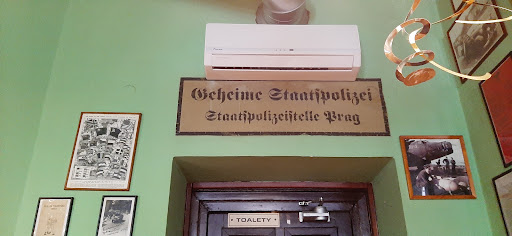 Geheime Staatſpolizei
Staatſpolizeiſtelle Prag
TOALETY